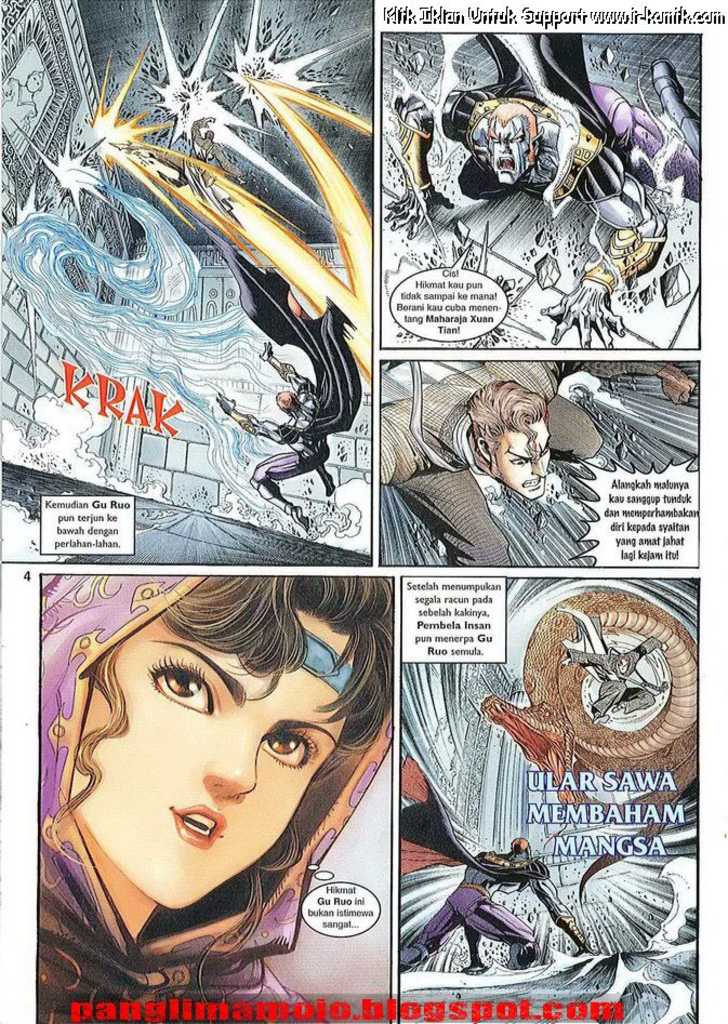 Klik Iklan Untuk Support www.ir-komik.com
KRAK
Kemudian Gu Ruo
pun terjun ke
bawah dengan
perlahan-lahan.
Cis!
Hikmat kau pun
tidak sampai ke mana!
Berani kau cuba menen-
tang Maharaja Xuan
Tian!
Alangkah malunya
kau sanggup tunduk
dan memperhambakan
diri kepada syaitan
yang amat jahat
lagi kejam itu!
4
Hikmat
Gu Ruo ini
bukan istimewa
sangat...
Setelah menumpukan
segala racun pada
sebelah kakinya,
Pembela Insan
pun menerpa Gu
Ruo semula.
ULAR SAWA
MEMBAHAM
MANGSA
panglimamojo.blogspot.com